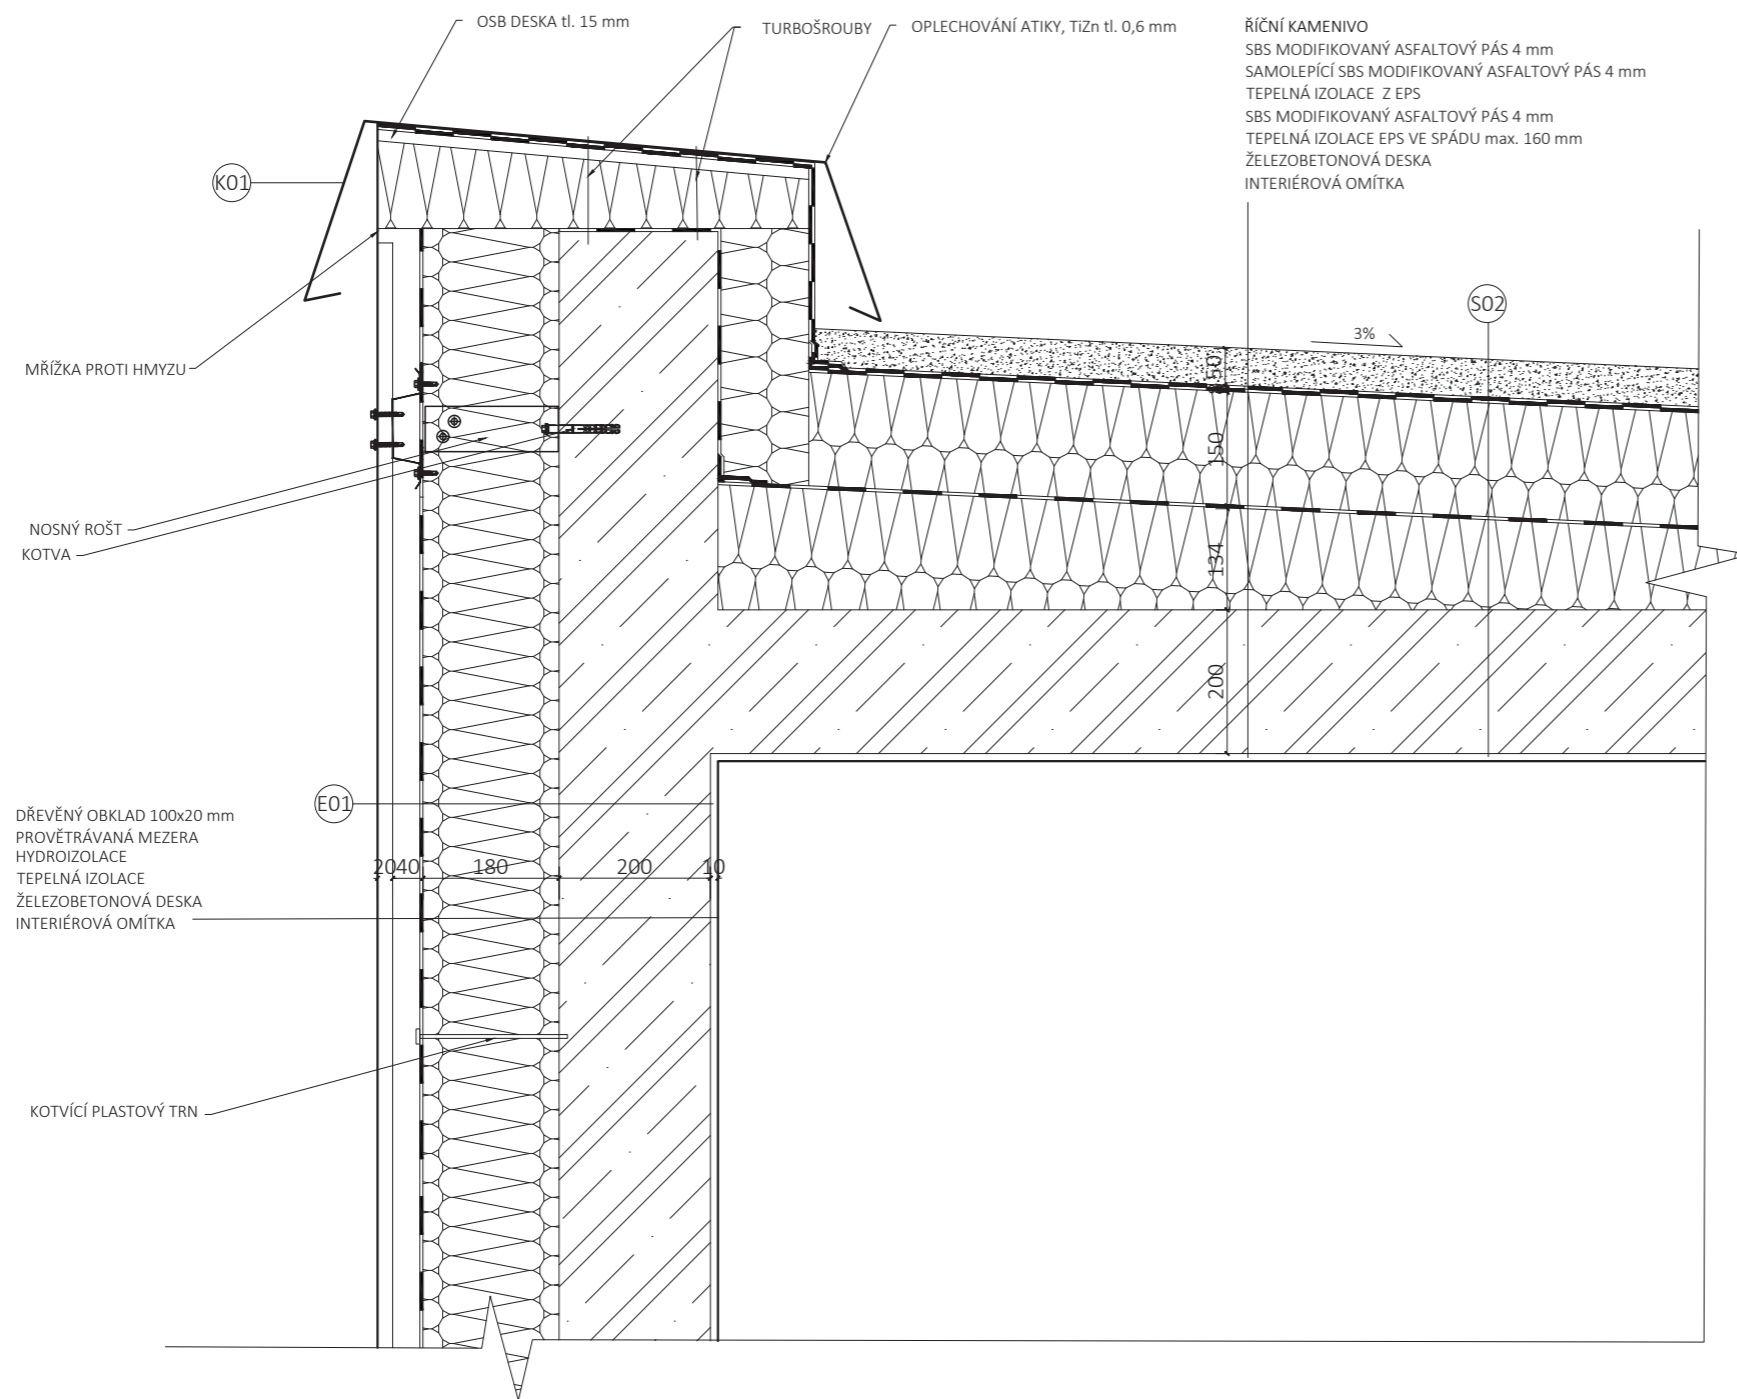 OSB DESKA tl. 15 mm
TURBOŠROUBY
OPLECHOVÁNÍ ATIKY, TiZn tl. 0,6 mm
ŘÍČNÍ KAMENIVO
SBS MODIFIKOVANÝ ASFALTOVÝ PÁS 4 mm
SAMOLEPÍCÍ SBS MODIFIKOVANÝ ASFALTOVÝ PÁS 4 mm
TEPELNÁ IZOLACE Z EPS
SBS MODIFIKOVANÝ ASFALTOVÝ PÁS 4 mm
TEPELNÁ IZOLACE EPS VE SPÁDU max. 160 mm
ŽELEZOBETONOVÁ DESKA
INTERIÉROVÁ OMÍTKA
K01
S02
3%
MŘÍŽKA PROTI HMYZU
50
150
NOSNÝ ROŠT
KOTVA
134
200
E01
DŘEVĚNÝ OBKLAD 100x20 mm
PROVĚTRÁVANÁ MEZERA
HYDROIZOLACE
TEPELNÁ IZOLACE
ŽELEZOBETONOVÁ DESKA
INTERIÉROVÁ OMÍTKA
20 40 180 200 10
KOTVÍCÍ PLASTOVÝ TRN